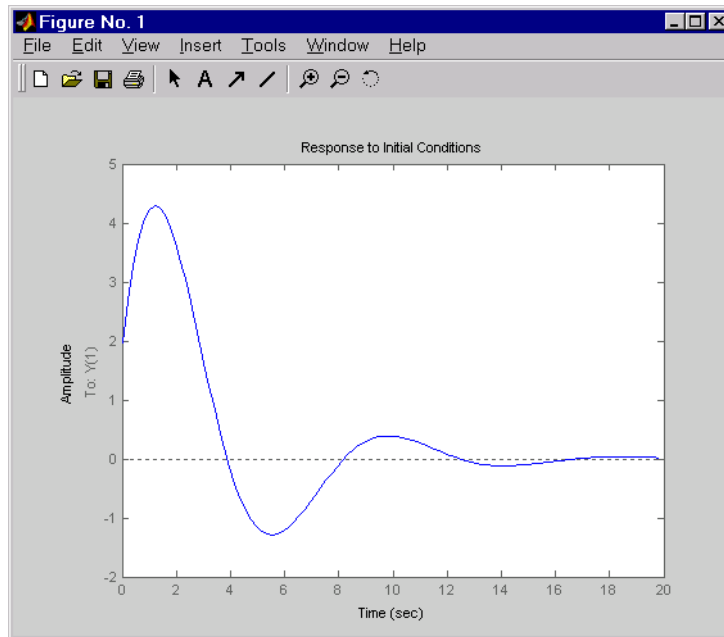 Figure No. 1
File Edit View Insert Tools Window Help
A
Response to Initial Conditions
5
4
3
2
1
0
-1
-2
Amplitude
To: Y(1)
0 2 4 6 8 10 12 14 16 18 20
Time (sec)